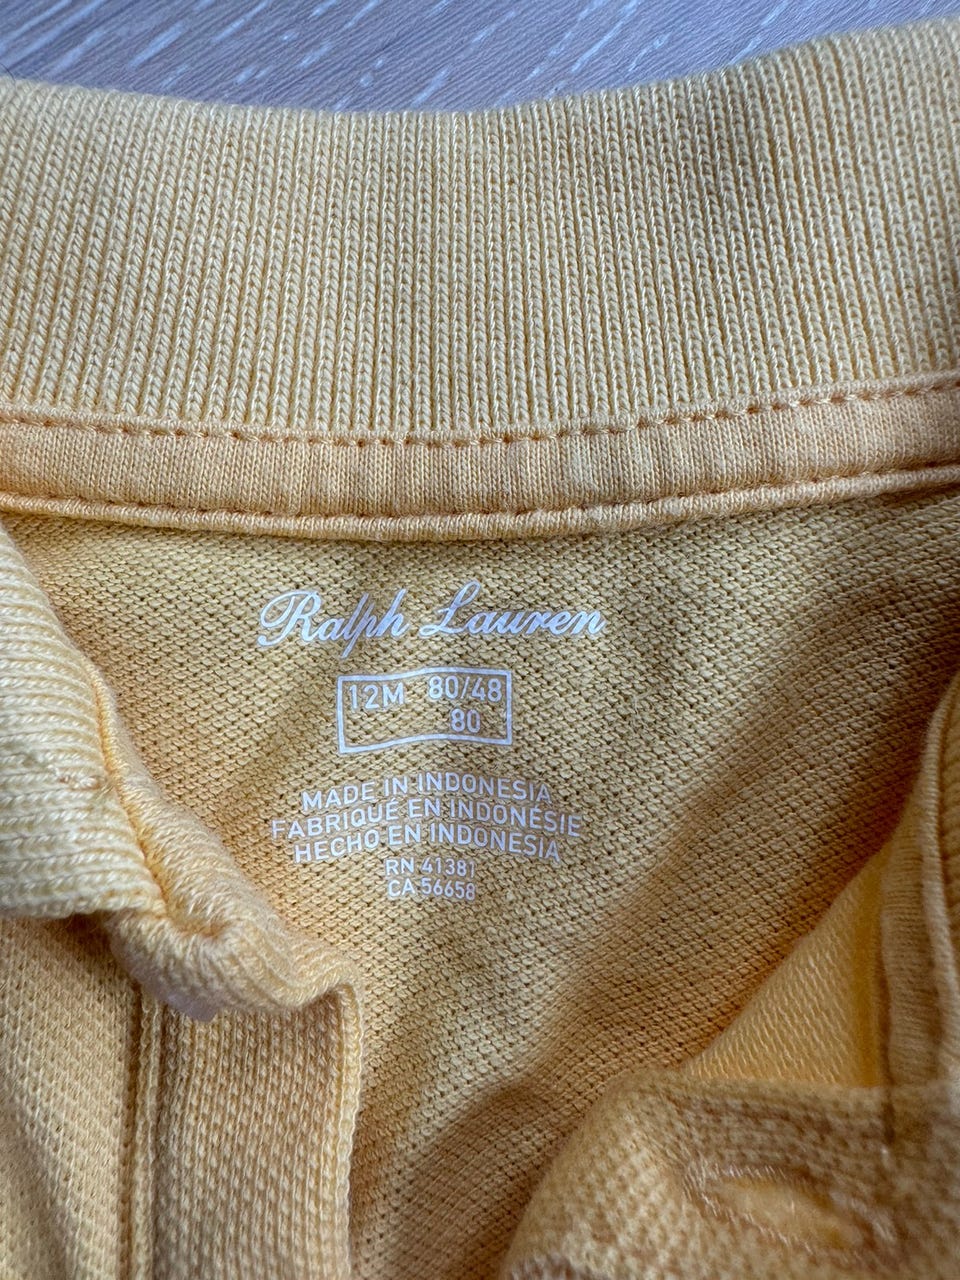 Ralph Lauren
12M 80/48
80
MADE IN INDONESIA
FABRIQUÉ EN INDONÉSIE
HECHO EN INDONESIA
RN 41381
CA 56658